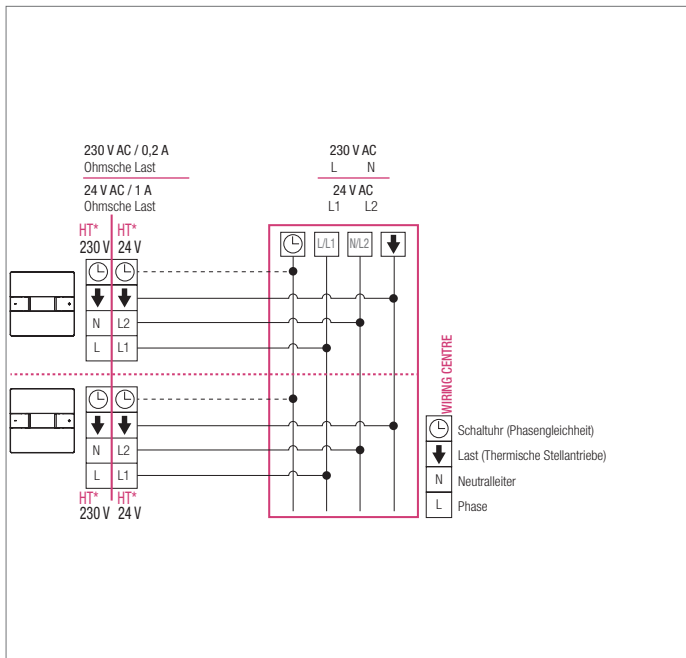 230 V AC / 0,2 A
Ohmsche Last
24 V AC / 1 A
Ohmsche Last
230 V AC
L N
24 V AC
L1 L2
HT* HT*
230 V 24 V
L/L1 N/L2
- +
N L2
L L1
- +
N L2
L L1
HT* HT*
230 V 24 V
WIRING CENTRE
Schaltuhr (Phasengleichheit)
Last (Thermische Stellantriebe)
N Neutralleiter
L Phase